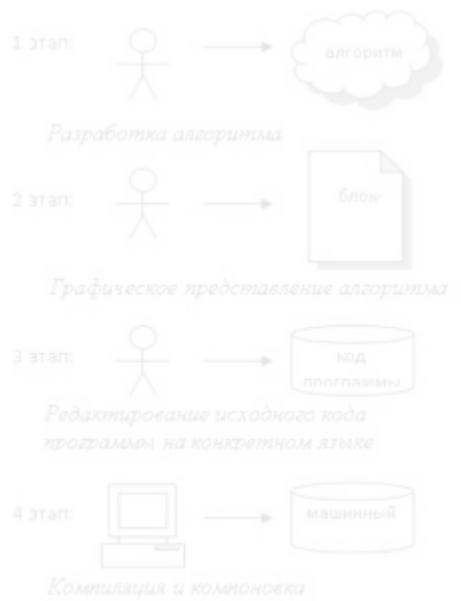 1 этап:
алгоритм
Разработка алгоритма
2 этап:
блок-
Графическое представление алгоритма
3 этап:
код
программы
Редактирование исходного кода
программы на конкретном языке
4 этап:
машинный
Компиляция и компоновка